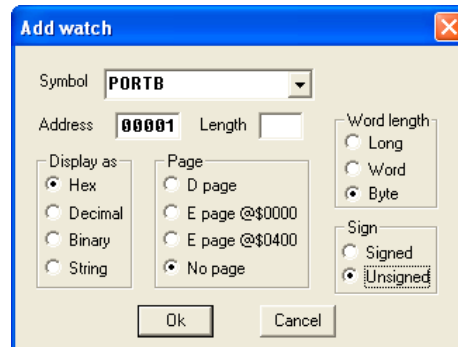 Add watch
Symbol PORTB
Address 00001 Length
Word length
Long
Word
Byte
Display as
Hex
Decimal
Binary
String
Page
D page
E page @$0000
E page @$0400
No page
Sign
Signed
Unsigned
Ok Cancel